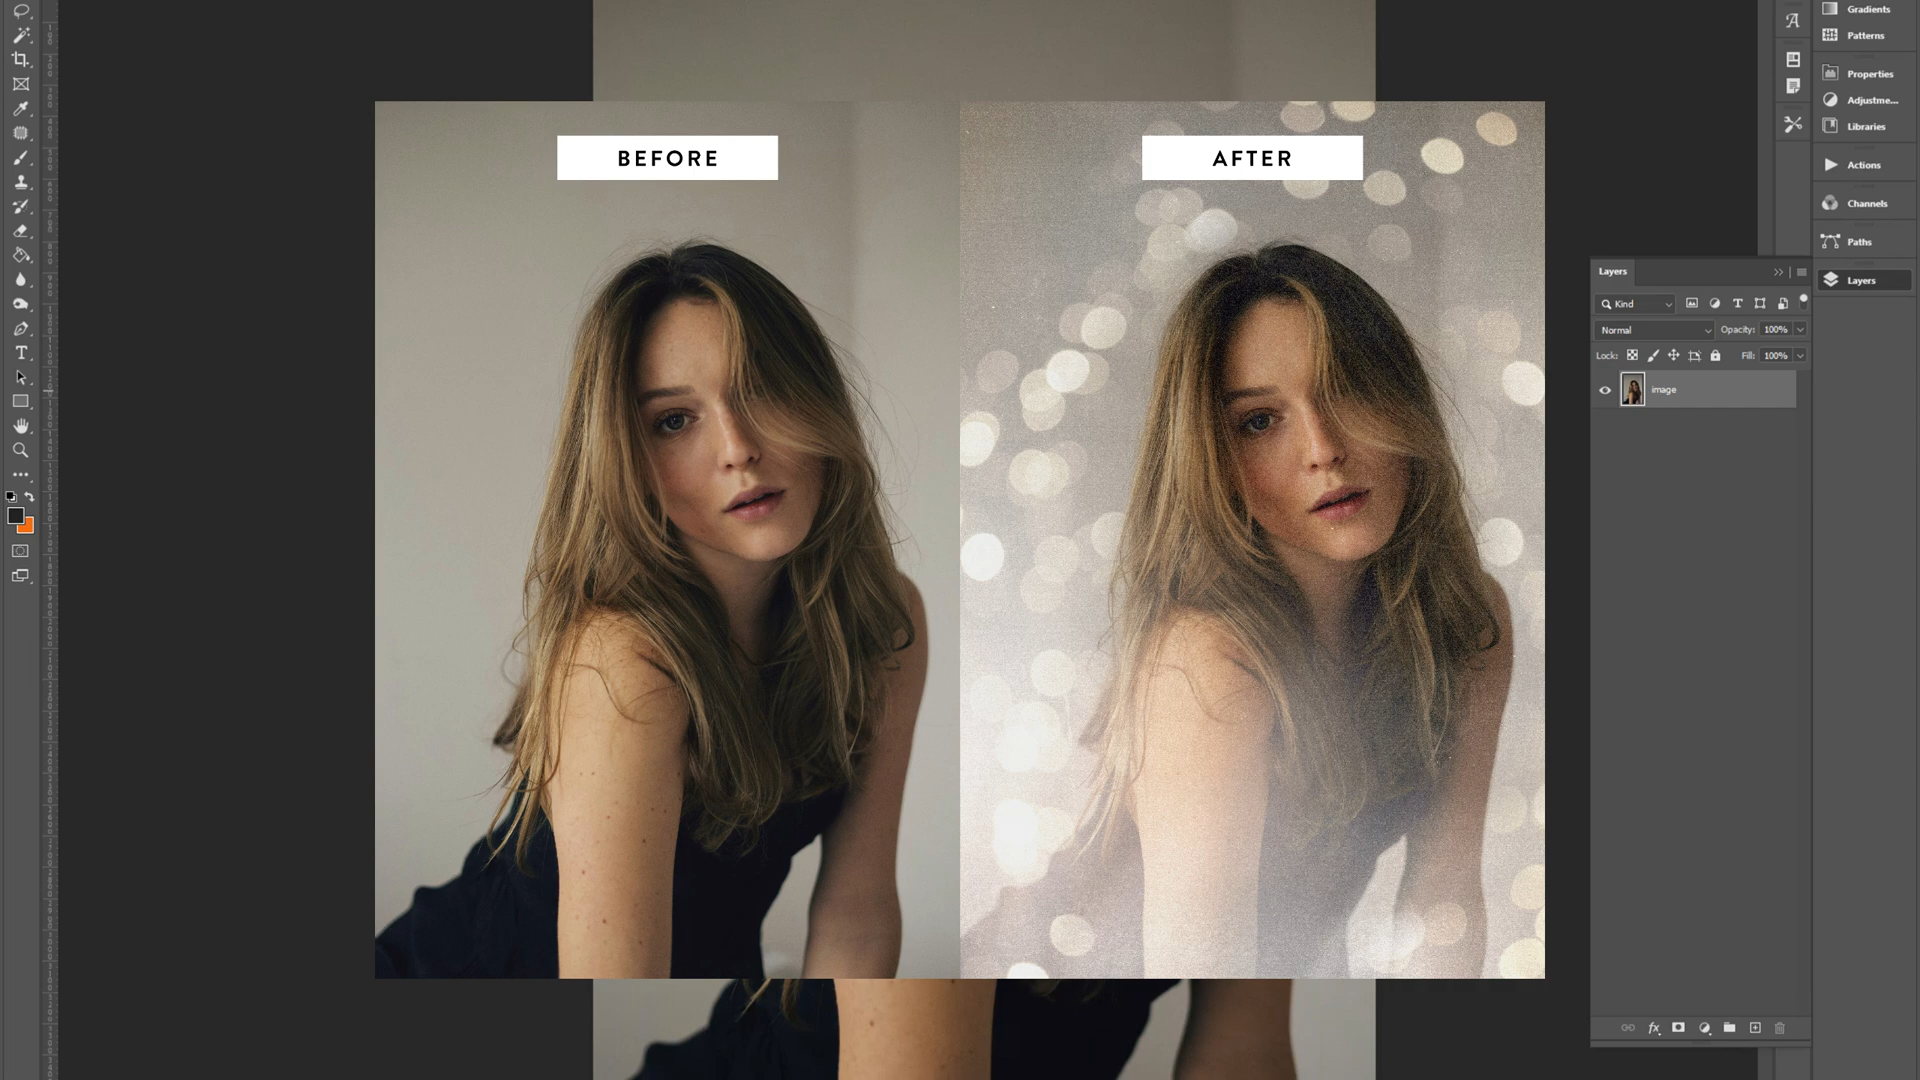 BEFORE
AFTER
Gradients
Patterns
Properties
Adjustme...
Libraries
Actions
Channels
Paths
Layers
Layers
Kind
Normal
Opacity: 100%
Lock:
Fill: 100%
image